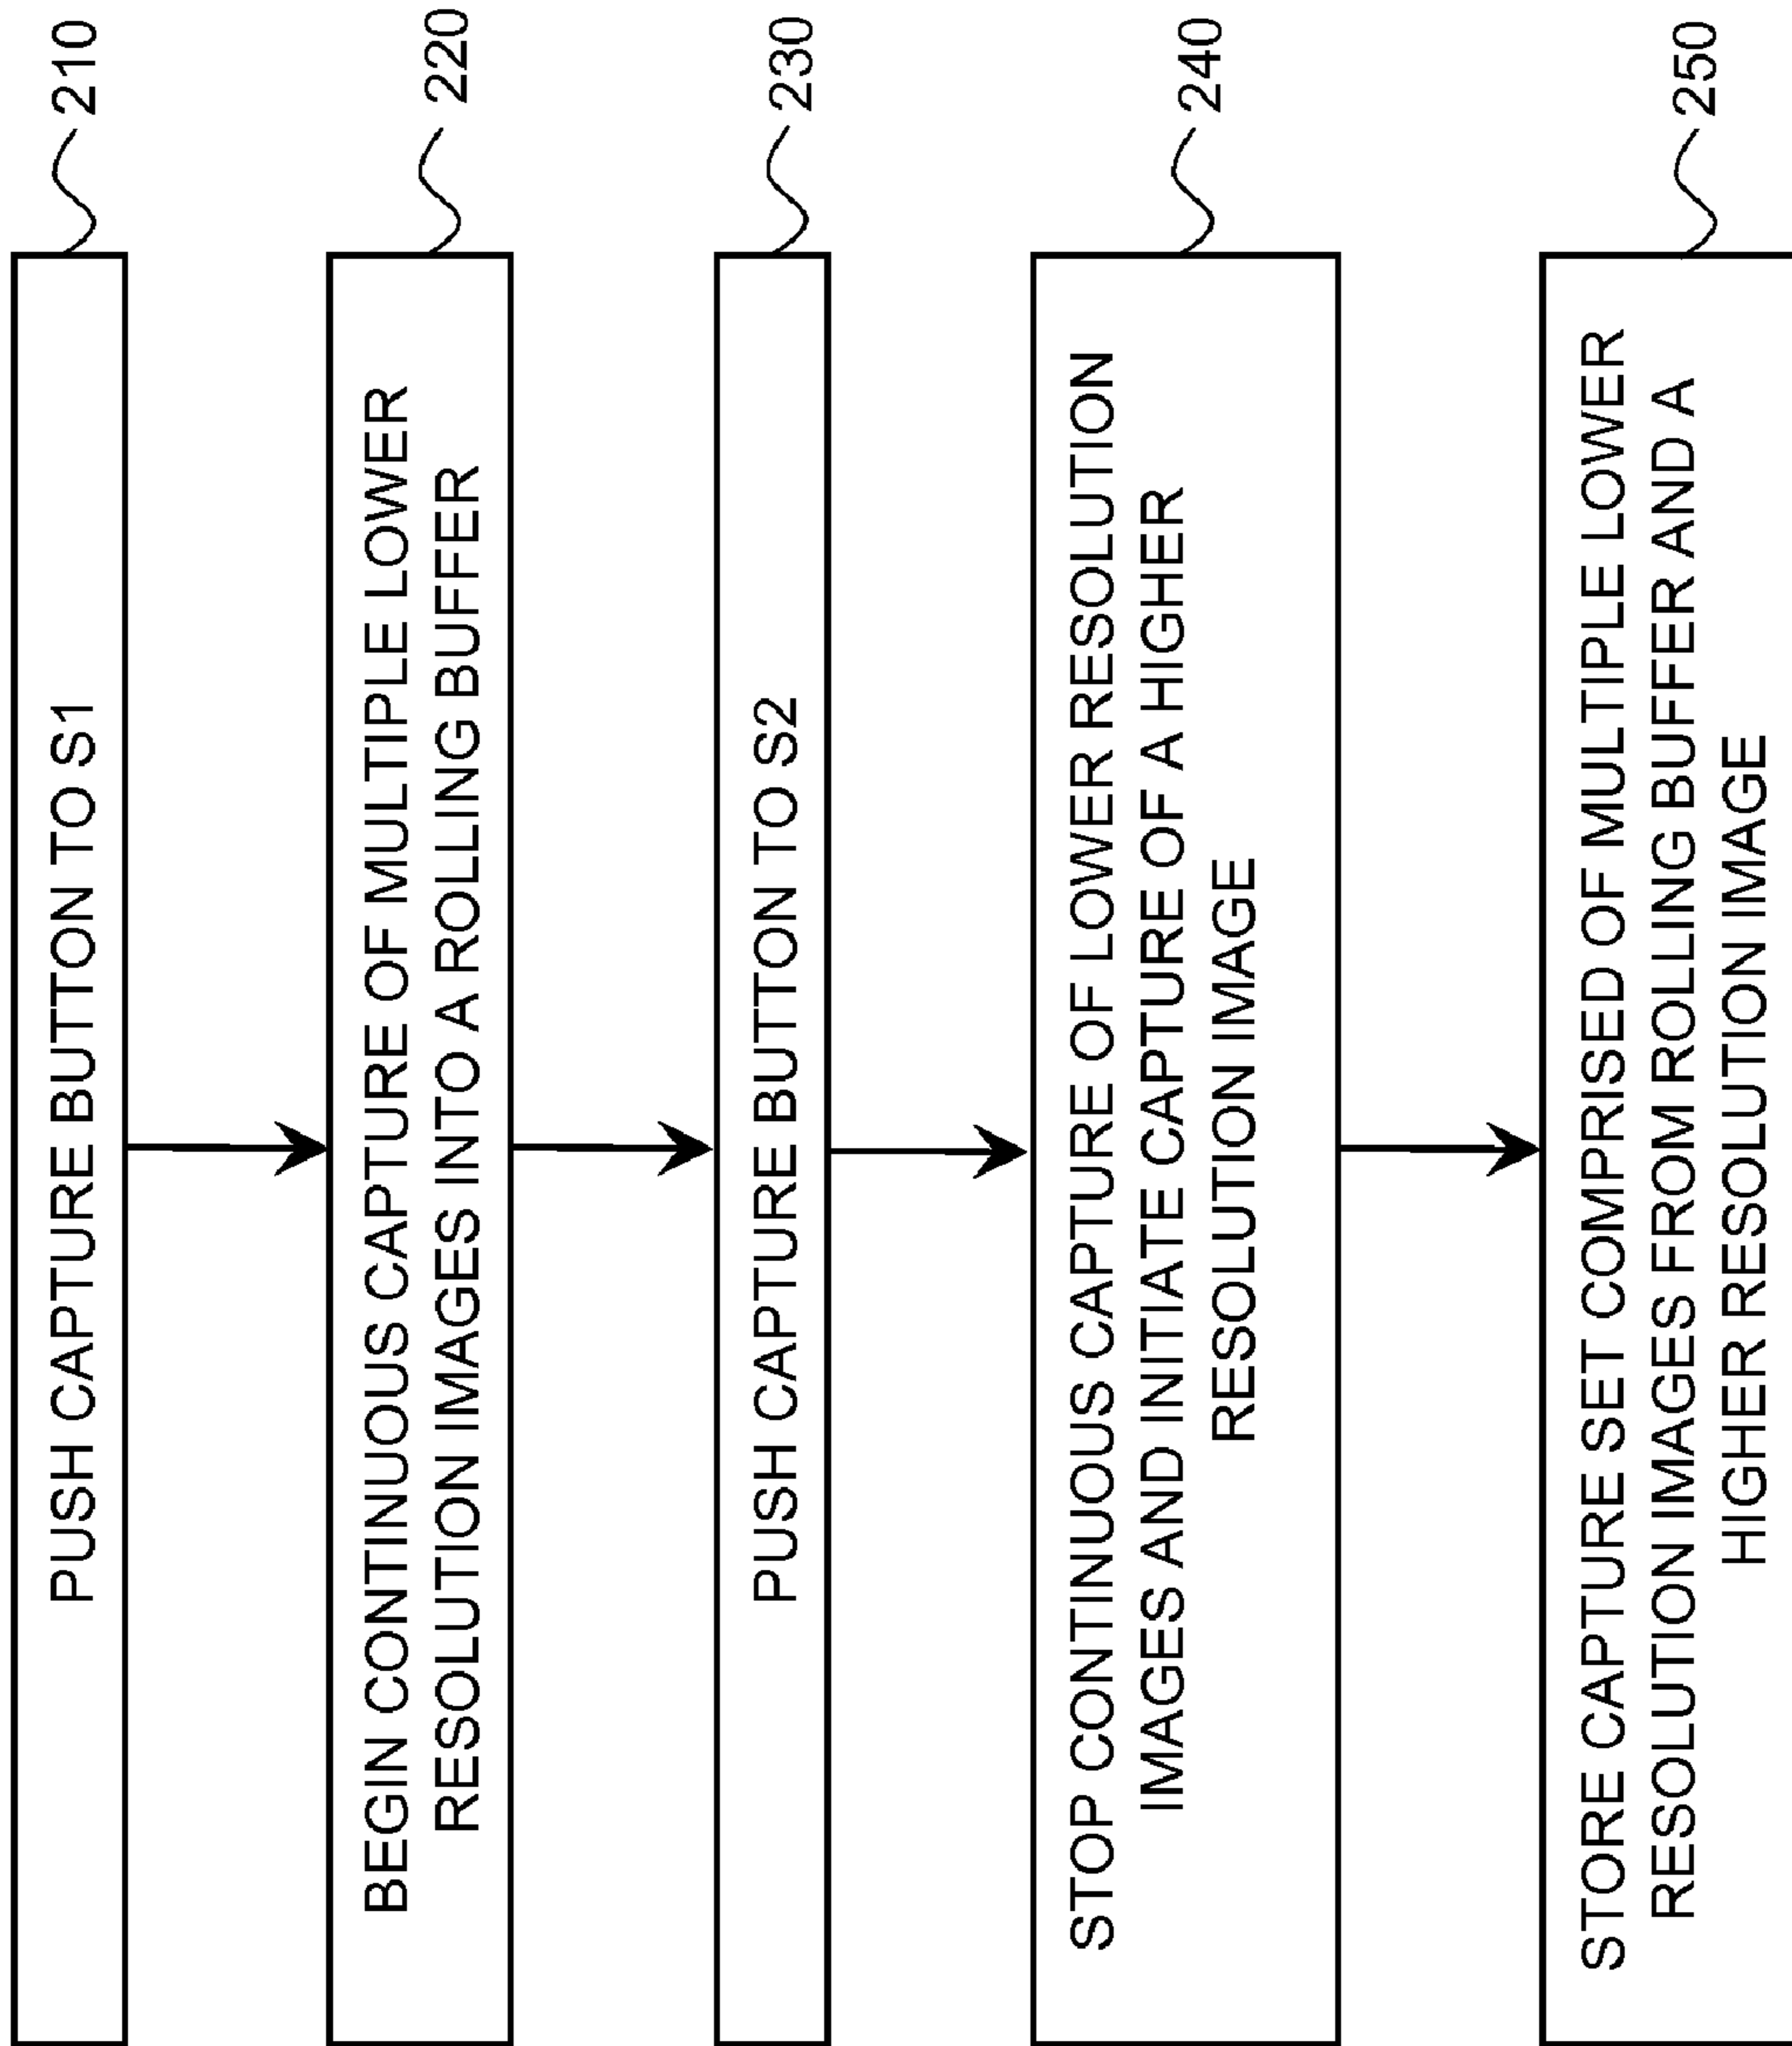 PUSH CAPTURE BUTTON TO S1
210
BEGIN CONTINUOUS CAPTURE OF MULTIPLE LOWER
RESOLUTION IMAGES INTO A ROLLING BUFFER
220
PUSH CAPTURE BUTTON TO S2
230
STOP CONTINUOUS CAPTURE OF LOWER RESOLUTION
IMAGES AND INITIATE CAPTURE OF A HIGHER
RESOLUTION IMAGE
240
STORE CAPTURE SET COMPRISED OF MULTIPLE LOWER
RESOLUTION IMAGES FROM ROLLING BUFFER AND A
HIGHER RESOLUTION IMAGE
250